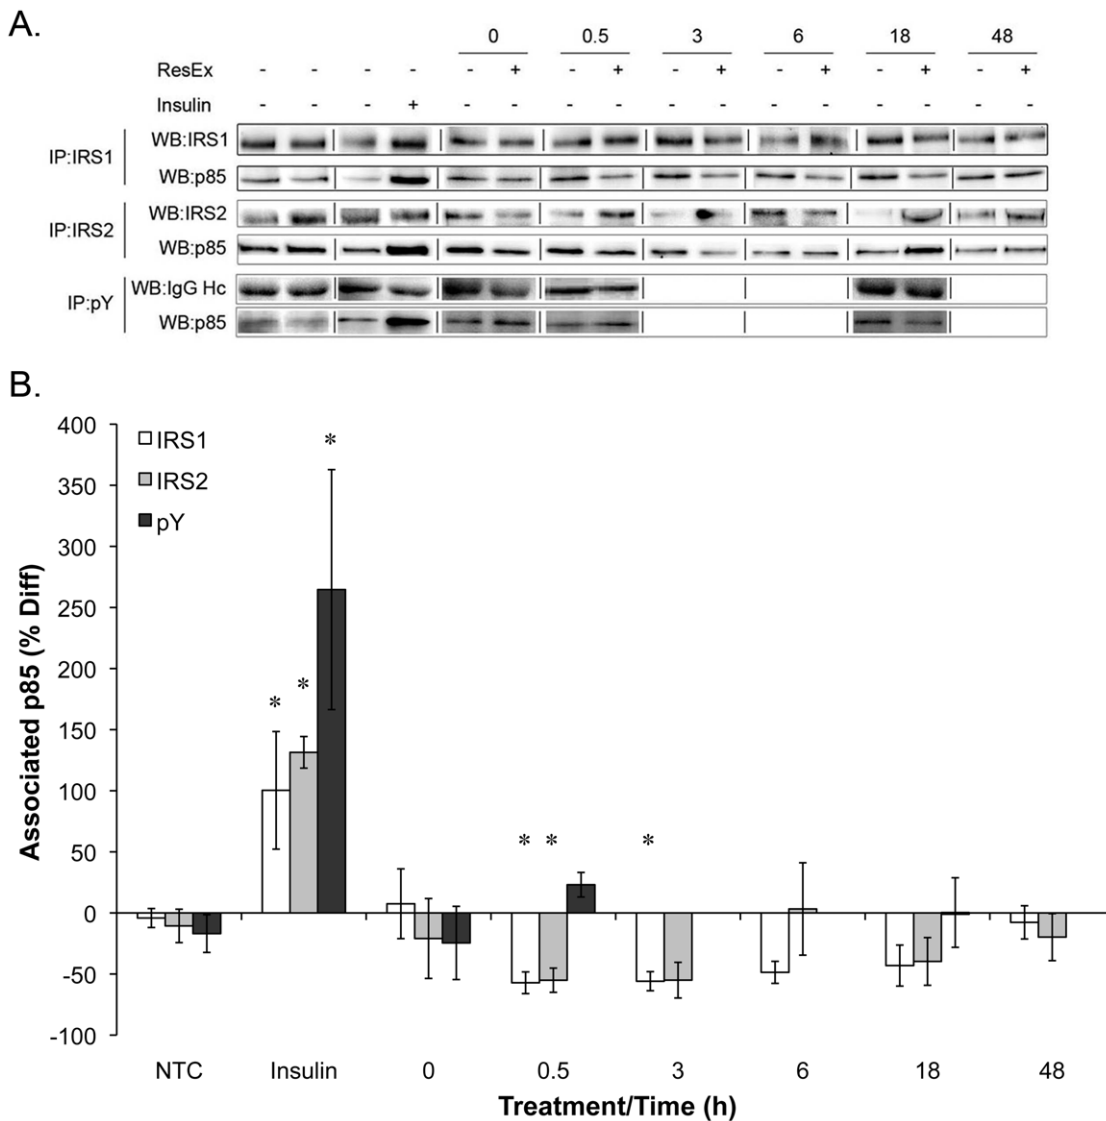 A.
0 0.5 3 6 18 48
ResEx - - - - - + - + - + - + - + - +
Insulin - - - + - - - - - - - - - - - -
IP:IRS1
WB:IRS1
WB:p85
IP:IRS2
WB:IRS2
WB:p85
IP:pY
WB:IgG Hc
WB:p85
B.
Associated p85 (% Diff)
400
350
300
250
200
150
100
50
0
-50
-100
IRS1
IRS2
pY
*
* *
* * *
NTC Insulin 0 0.5 3 6 18 48
Treatment/Time (h)